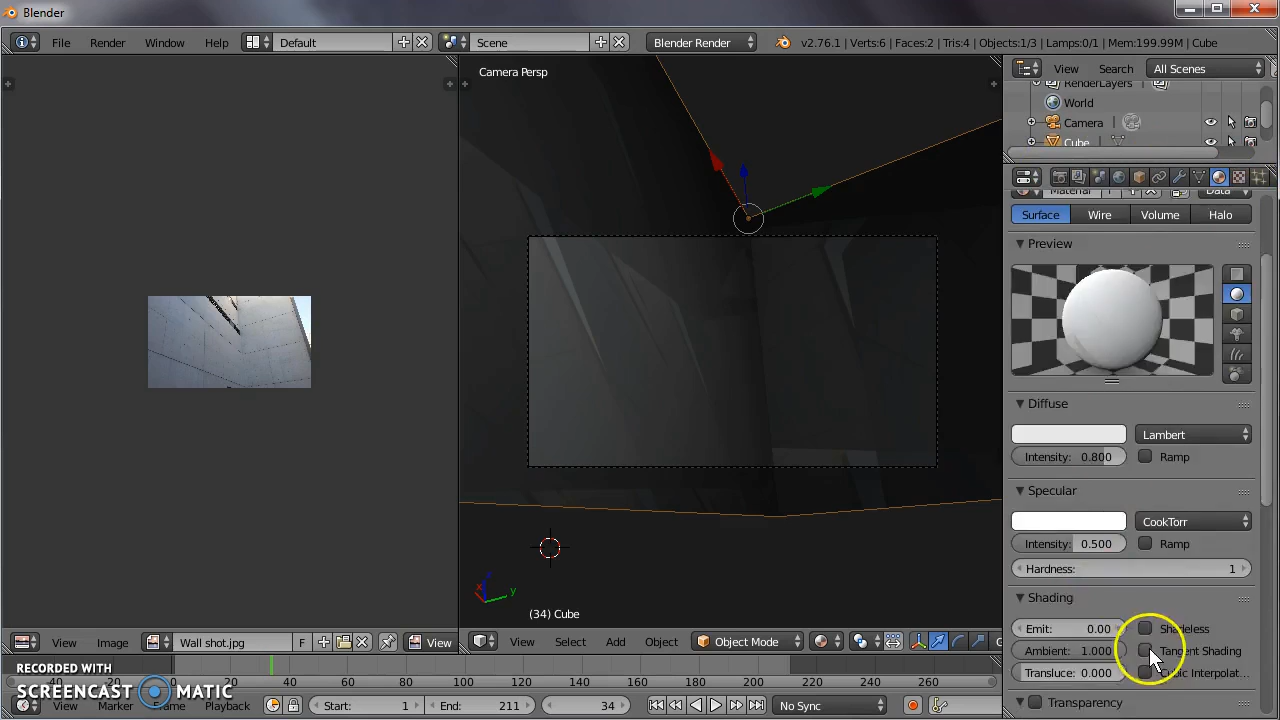 Blender
File Render Window Help Default Scene Blender Render v2.76.1 | Verts:6 | Faces:2 | Tris:4 | Objects:1/3 | Lamps:0/1 | Mem:199.99M | Cube
Camera Persp
View Search All Scenes
RenderLayers
World
Camera
Cube
Material Data
Surface Wire Volume Halo
Preview
Diffuse
Lambert
Intensity: 0.800 Ramp
Specular
CookTorr
Intensity: 0.500 Ramp
Hardness: 1
Shading
Emit: 0.00 Shadeless
Ambient: 1.000 Tangent Shading
Transluce: 0.000 Cubic Interpolat...
Transparency
x y
(34) Cube
View Image Wall shot.jpg F View
View Select Add Object Object Mode
RECORDED WITH
SCREENCAST MATIC
0 20 40 60 80 100 120 140 160 180 200 220 240 260
View Marker Frame Playback Start: 1 End: 211 34 No Sync